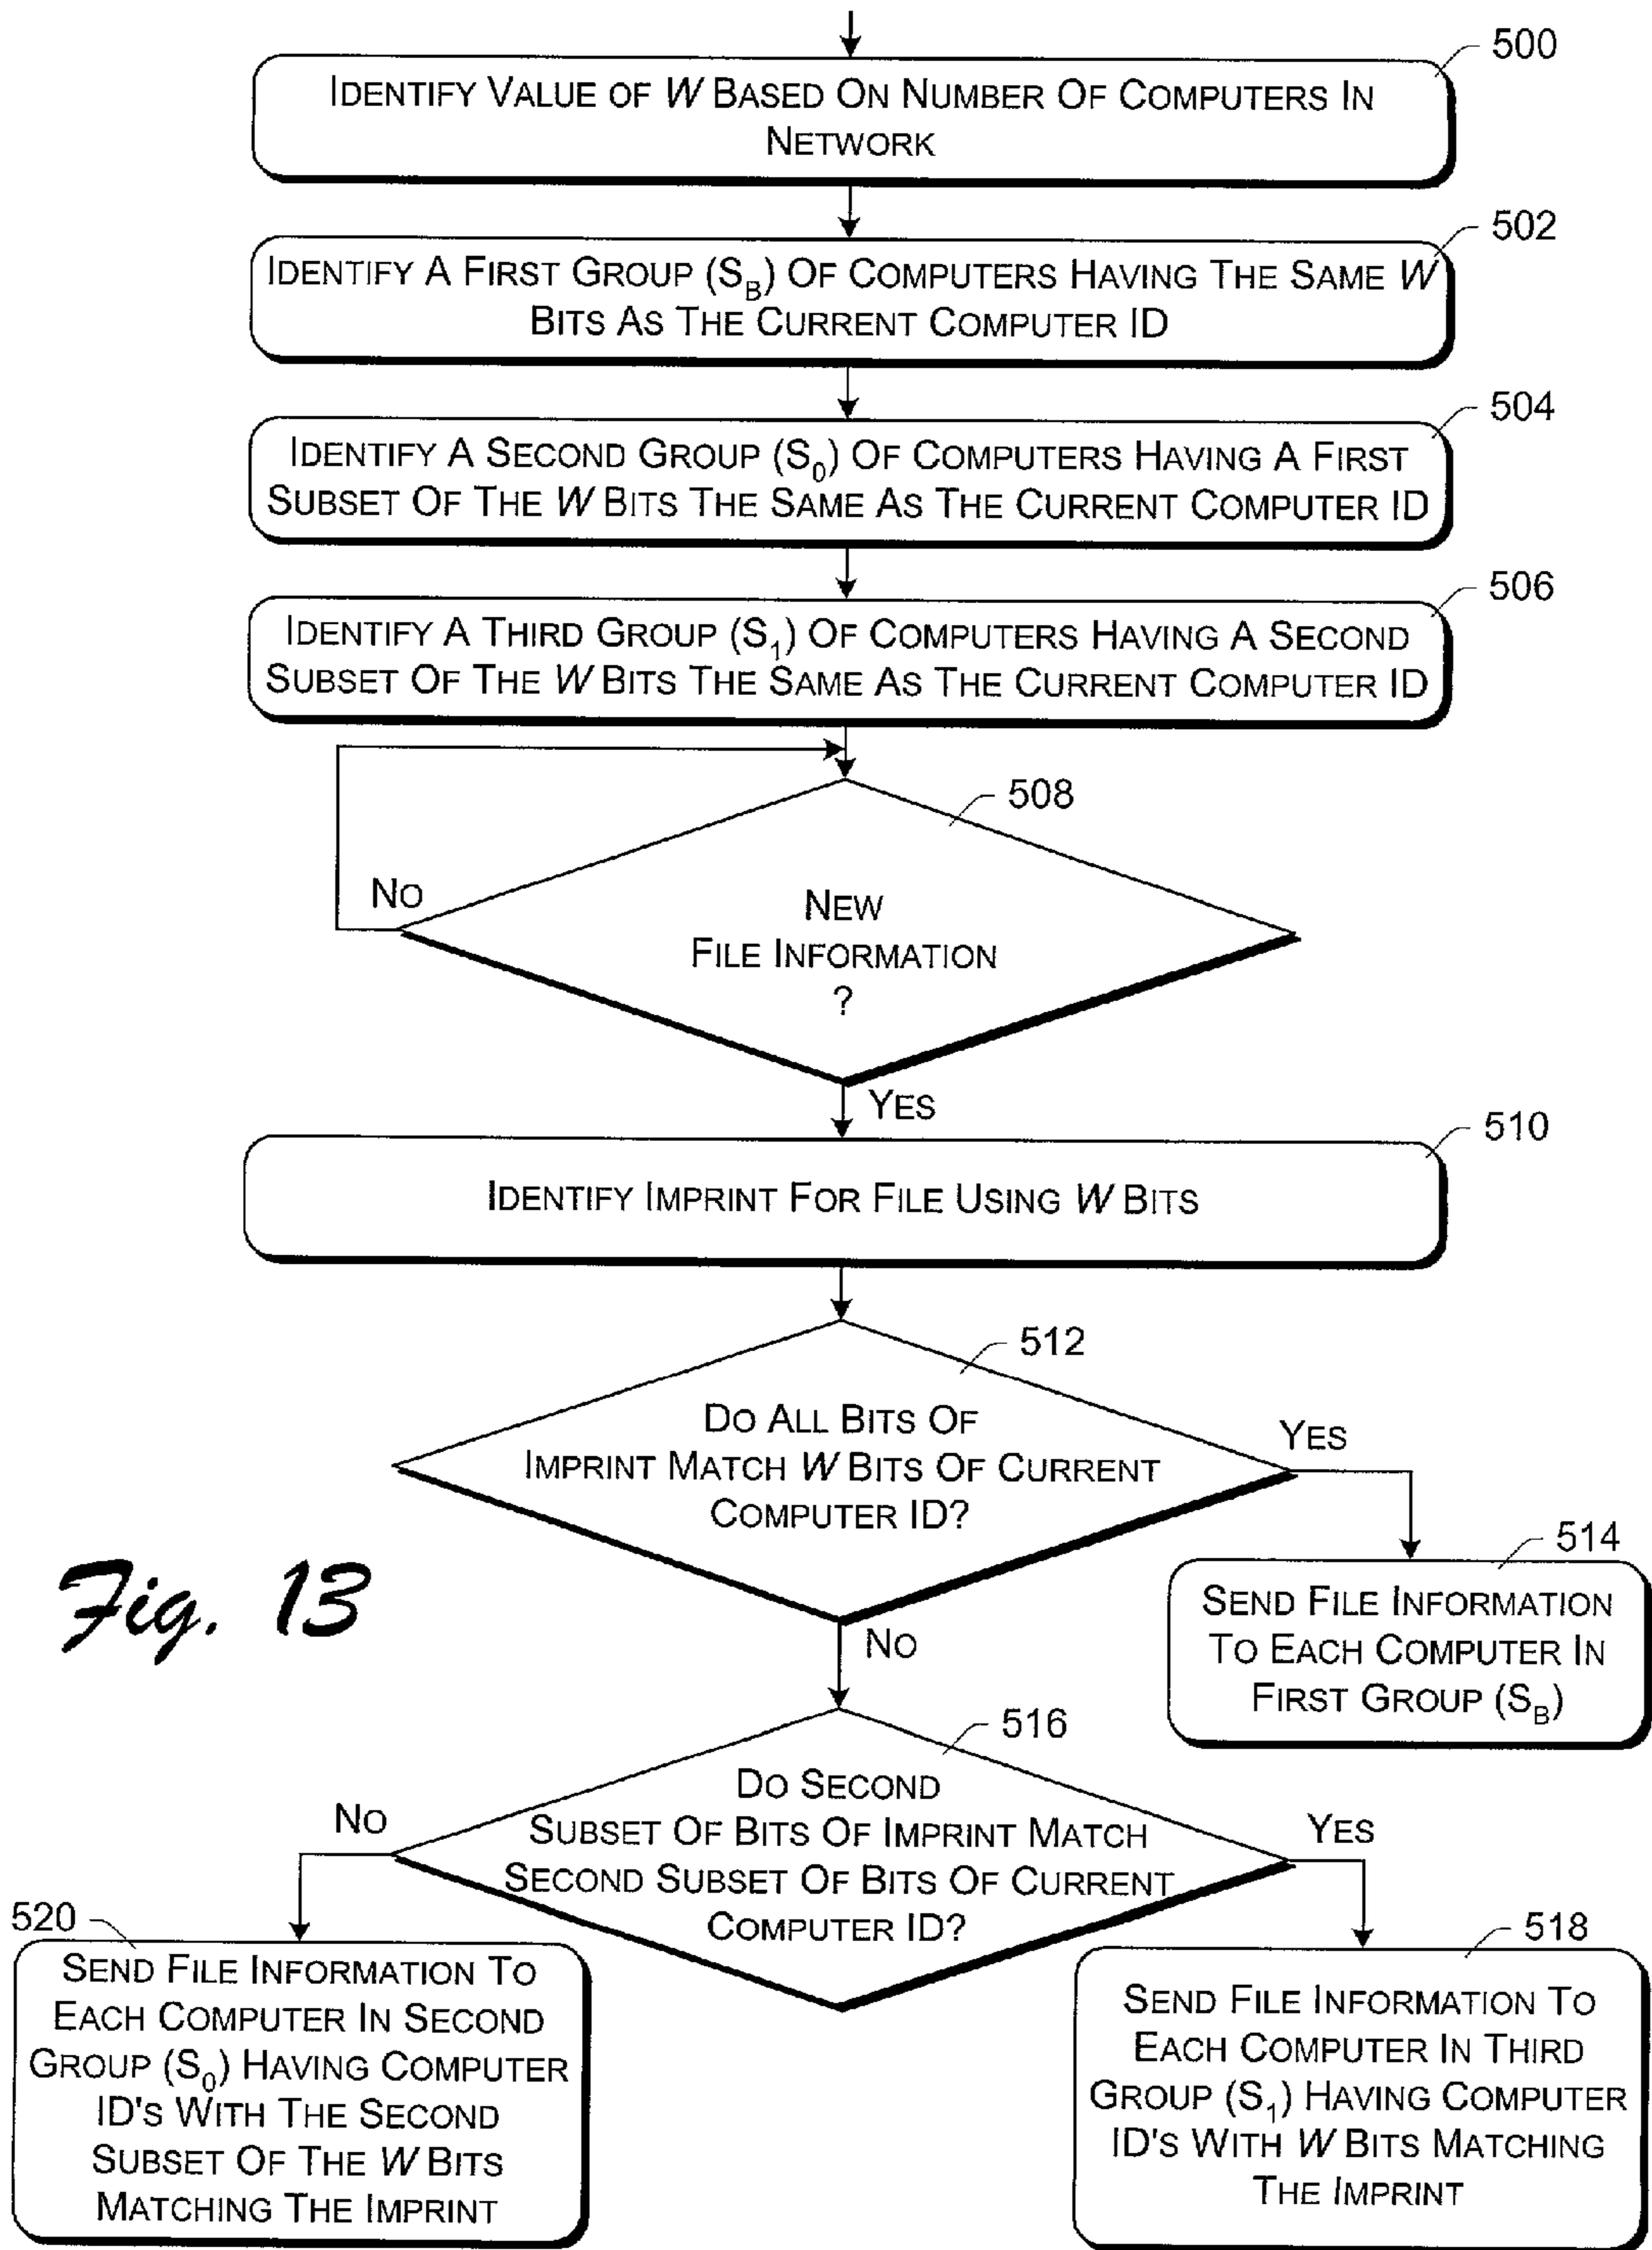 500
IDENTIFY VALUE OF W BASED ON NUMBER OF COMPUTERS IN
NETWORK
502
IDENTIFY A FIRST GROUP (SB) OF COMPUTERS HAVING THE SAME W
BITS AS THE CURRENT COMPUTER ID
504
IDENTIFY A SECOND GROUP (S0) OF COMPUTERS HAVING A FIRST
SUBSET OF THE W BITS THE SAME AS THE CURRENT COMPUTER ID
506
IDENTIFY A THIRD GROUP (S1) OF COMPUTERS HAVING A SECOND
SUBSET OF THE W BITS THE SAME AS THE CURRENT COMPUTER ID
508
NO
NEW
FILE INFORMATION
?
YES
510
IDENTIFY IMPRINT FOR FILE USING W BITS
512
DO ALL BITS OF
IMPRINT MATCH W BITS OF CURRENT
COMPUTER ID?
YES
514
SEND FILE INFORMATION
TO EACH COMPUTER IN
FIRST GROUP (SB)
Fig. 13
NO
516
DO SECOND
SUBSET OF BITS OF IMPRINT MATCH
SECOND SUBSET OF BITS OF CURRENT
COMPUTER ID?
NO
YES
520
SEND FILE INFORMATION TO
EACH COMPUTER IN SECOND
GROUP (S0) HAVING COMPUTER
ID'S WITH THE SECOND
SUBSET OF THE W BITS
MATCHING THE IMPRINT
518
SEND FILE INFORMATION TO
EACH COMPUTER IN THIRD
GROUP (S1) HAVING COMPUTER
ID'S WITH W BITS MATCHING
THE IMPRINT